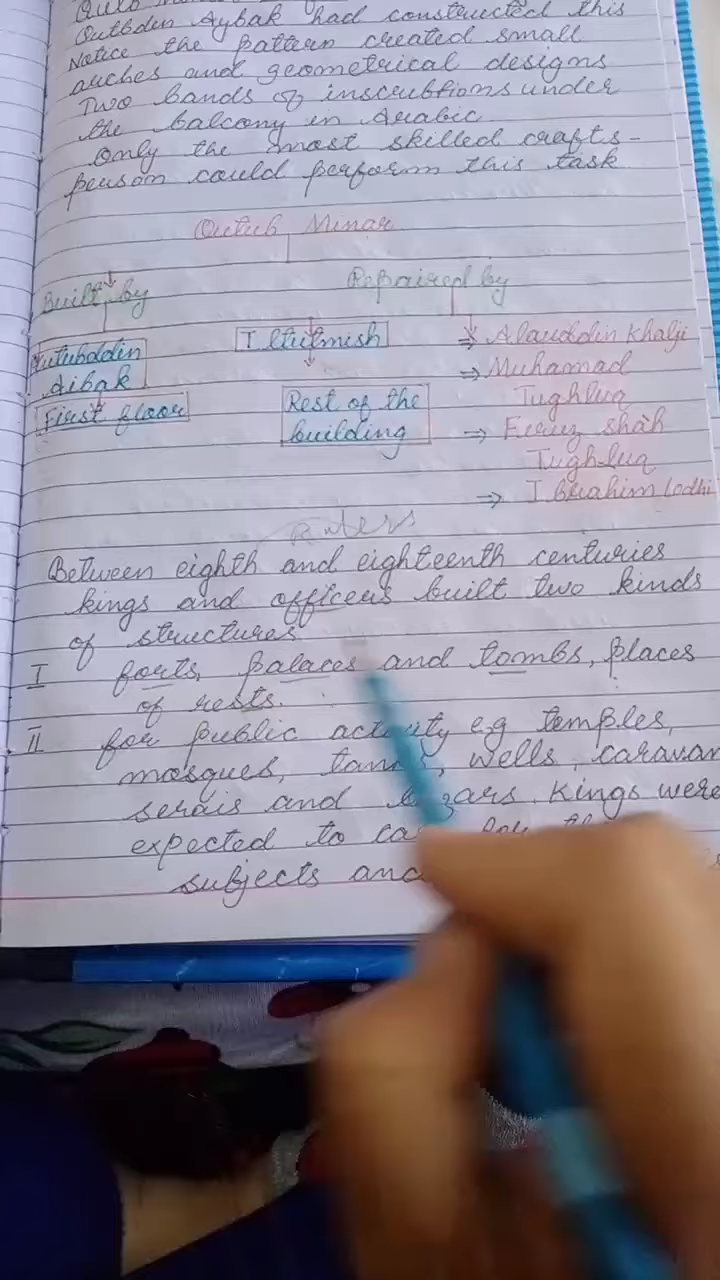 Qutbdin Aybak had constructed this
Notice the pattern created small
arches and geometrical designs
Two bands of inscriptions under
the balcony in Arabic
Only the most skilled crafts-
person could perform this task
Qutub Minar
Built by
Repaired by
Qutubddin
Aibak
First floor
Iltutmish
Rest of the
building
⇒ Alauddin Khalji
⇒ Muhammad
Tughluq
⇒ Firuz shah
Tughluq
⇒ Ibrahim lodhi
Rulers
Between eighth and eighteenth centuries
kings and officers built two kinds
of structures
I forts, palaces and tombs, places
of rests.
II for public activity e.g temples,
mosques, tanks, wells, caravan
serais and bazars. Kings were
expected to
subjects and